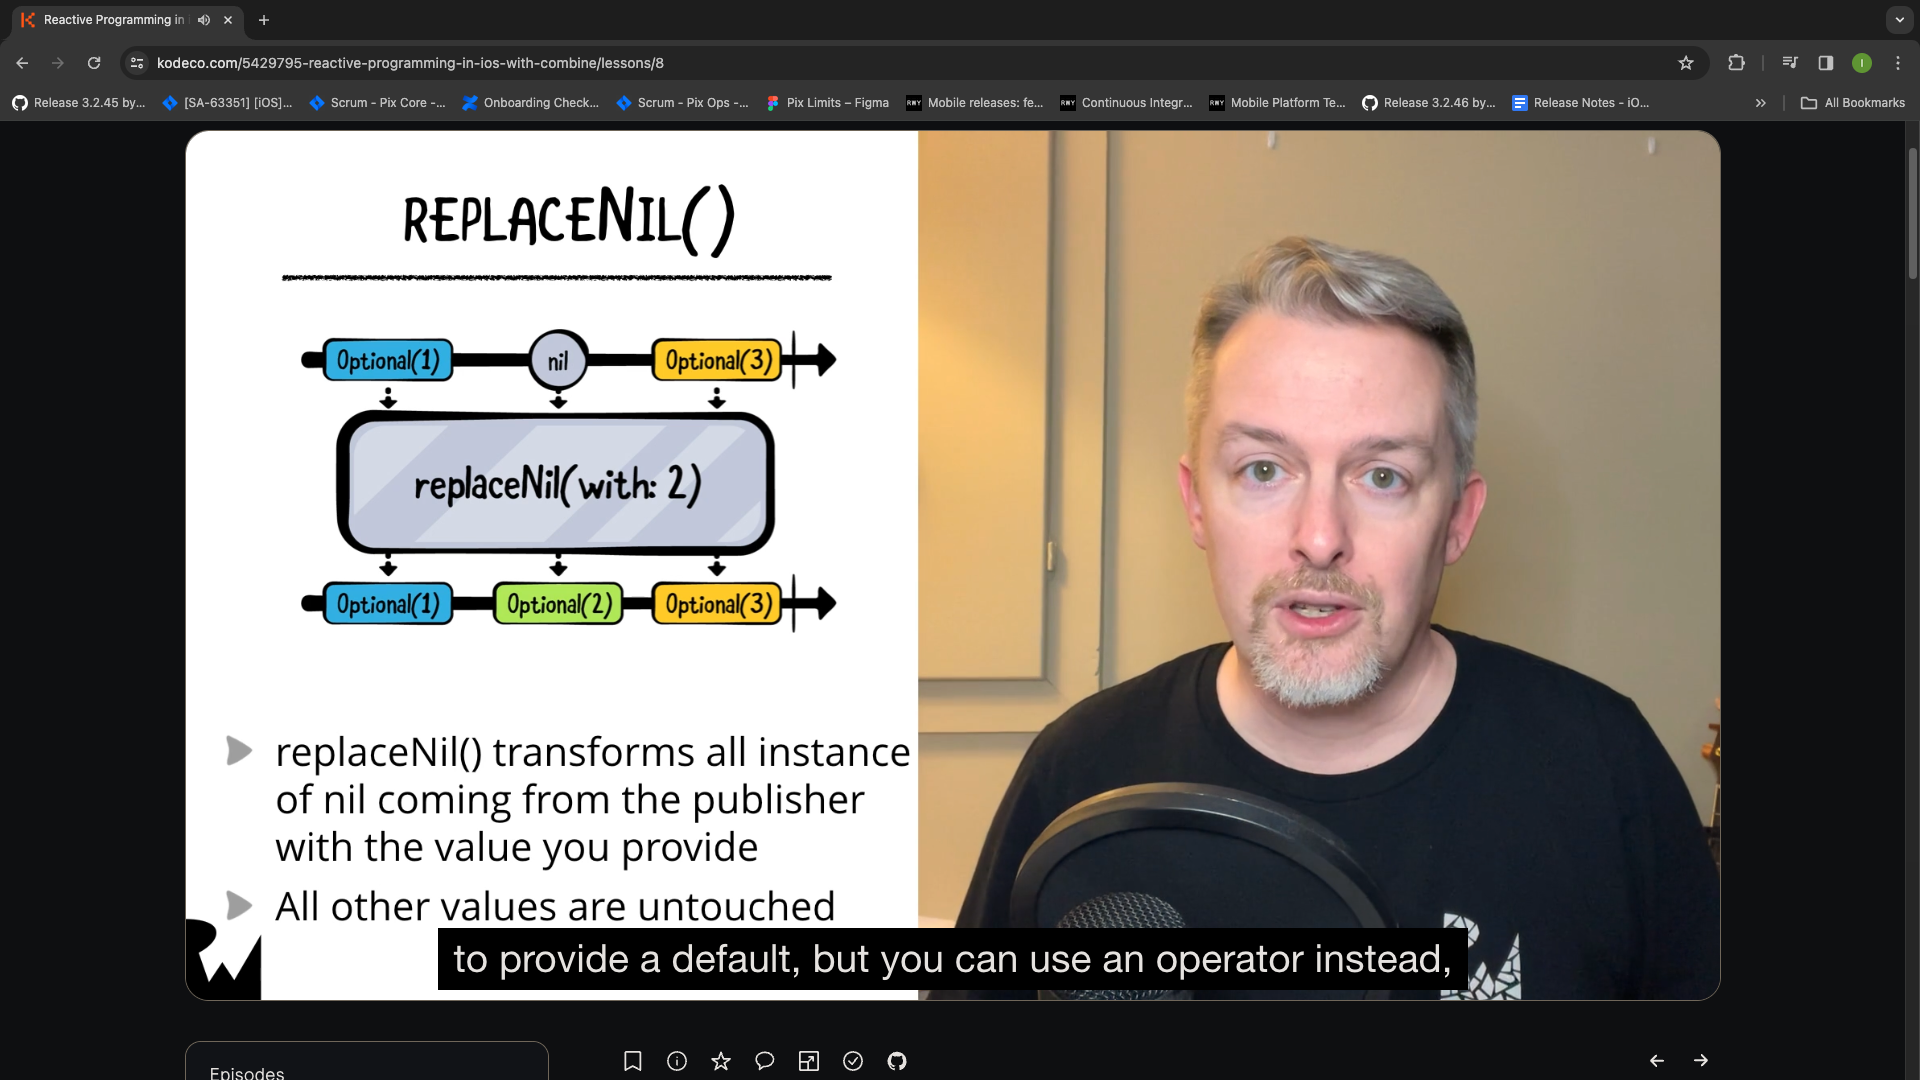 Reactive Programming in
kodeco.com/5429795-reactive-programming-in-ios-with-combine/lessons/8
I
Release 3.2.45 by...
[SA-63351] [iOS]...
Scrum - Pix Core -...
Onboarding Check...
Scrum - Pix Ops -...
Pix Limits – Figma
RWY
Mobile releases: fe...
RWY
Continuous Integr...
RWY
Mobile Platform Te...
Release 3.2.46 by...
Release Notes - iO...
All Bookmarks
REPLACENIL()
Optional(1)
nil
Optional(3)
replaceNil(with: 2)
Optional(1)
Optional(2)
Optional(3)
replaceNil() transforms all instance
of nil coming from the publisher
with the value you provide
All other values are untouched
to provide a default, but you can use an operator instead,
Episodes